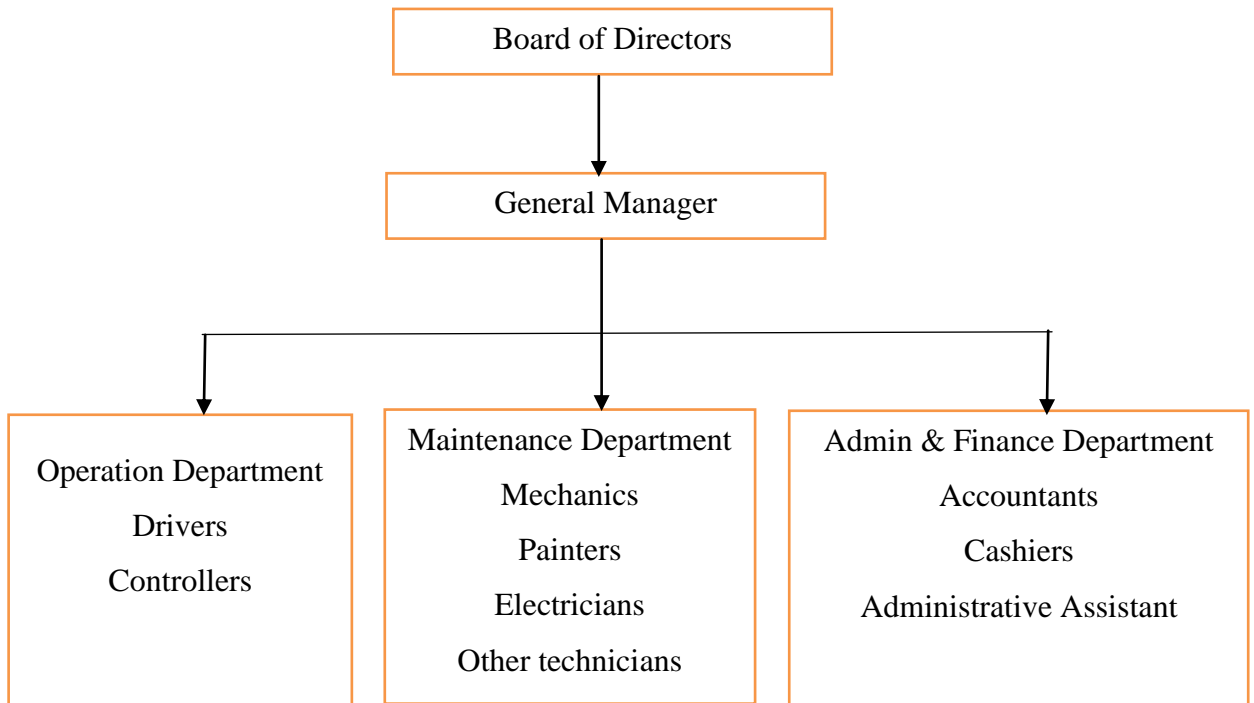 Board of Directors
General Manager
Operation Department
Drivers
Controllers
Maintenance Department
Mechanics
Painters
Electricians
Other technicians
Admin & Finance Department
Accountants
Cashiers
Administrative Assistant